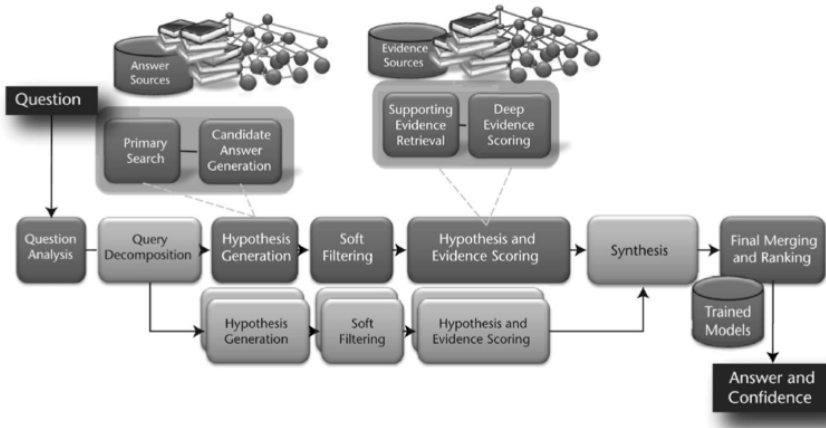 Answer
Sources
Evidence
Sources
Question
Primary
Search
Candidate
Answer
Generation
Supporting
Evidence
Retrieval
Deep
Evidence
Scoring
Question
Analysis
Query
Decomposition
Hypothesis
Generation
Soft
Filtering
Hypothesis and
Evidence Scoring
Synthesis
Final Merging
and Ranking
Trained
Models
Hypothesis
Generation
Soft
Filtering
Hypothesis and
Evidence Scoring
Answer and
Confidence